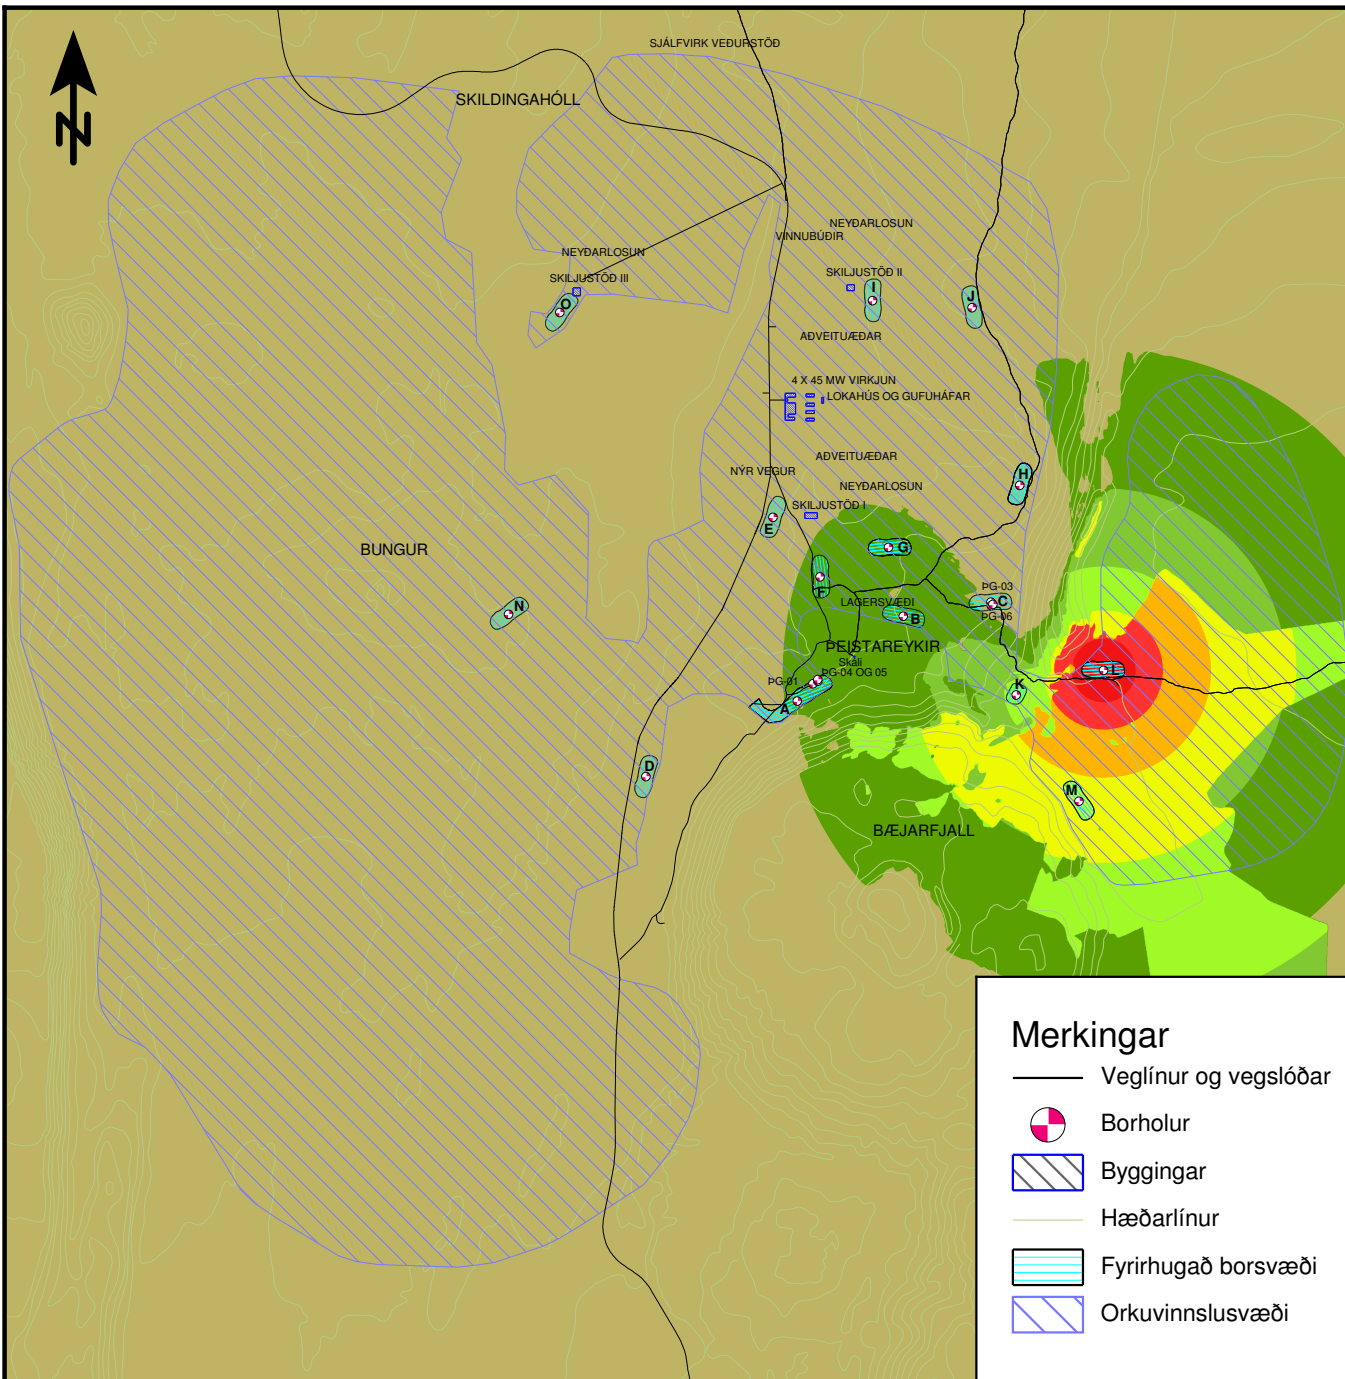 SJÁLFVIRK VEÐURSTÖÐ
SKILDINGAHÓLL
N
NEYÐARLOSUN
VINNUBÚÐIR
NEYÐARLOSUN
SKILJUSTÖÐ III
SKILJUSTÖÐ II
I
J
O
AÐVEITUÆÐAR
4 X 45 MW VIRKJUN
LOKAHÚS OG GUFUHÁFAR
AÐVEITUÆÐAR
NÝR VEGUR
H
NEYÐARLOSUN
SKILJUSTÖÐ I
E
BUNGUR
G
F
ÞG-03
C
LAGERSVÆÐI
N
ÞG-06
B
ÞEISTAREYKIR
Skáli
ÞG-01
ÞG-04 OG 05
L
K
A
D
M
BÆJARFJALL
Merkingar
Veglínur og vegslóðar
Borholur
Byggingar
Hæðarlínur
Fyrirhugað borsvæði
Orkuvinnslusvæði